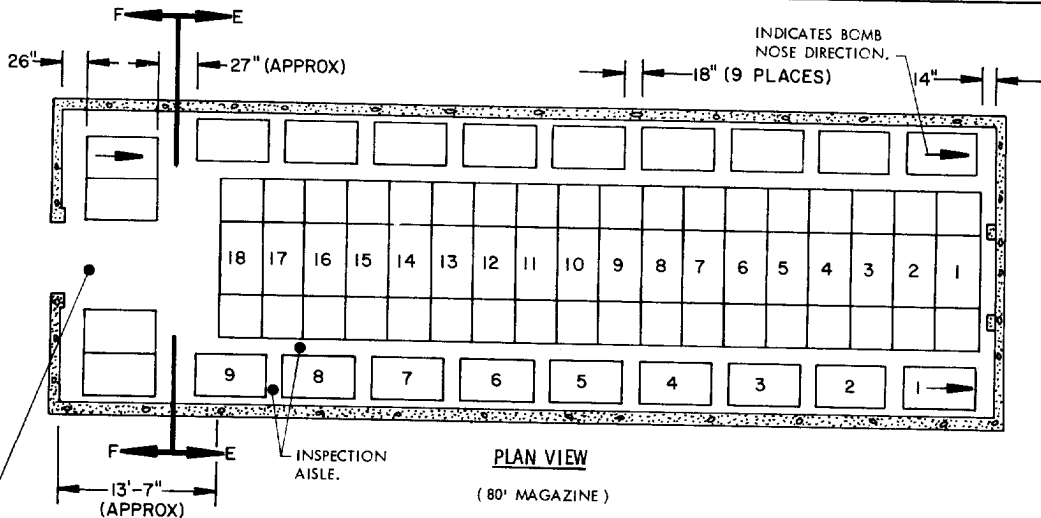 F E
26"
27" (APPROX)
INDICATES BOMB
NOSE DIRECTION.
18" (9 PLACES)
14"
18 17 16 15 14 13 12 11 10 9 8 7 6 5 4 3 2 1
9 8 7 6 5 4 3 2 1
F E
INSPECTION
AISLE.
PLAN VIEW
(80' MAGAZINE)
13'-7"
(APPROX)